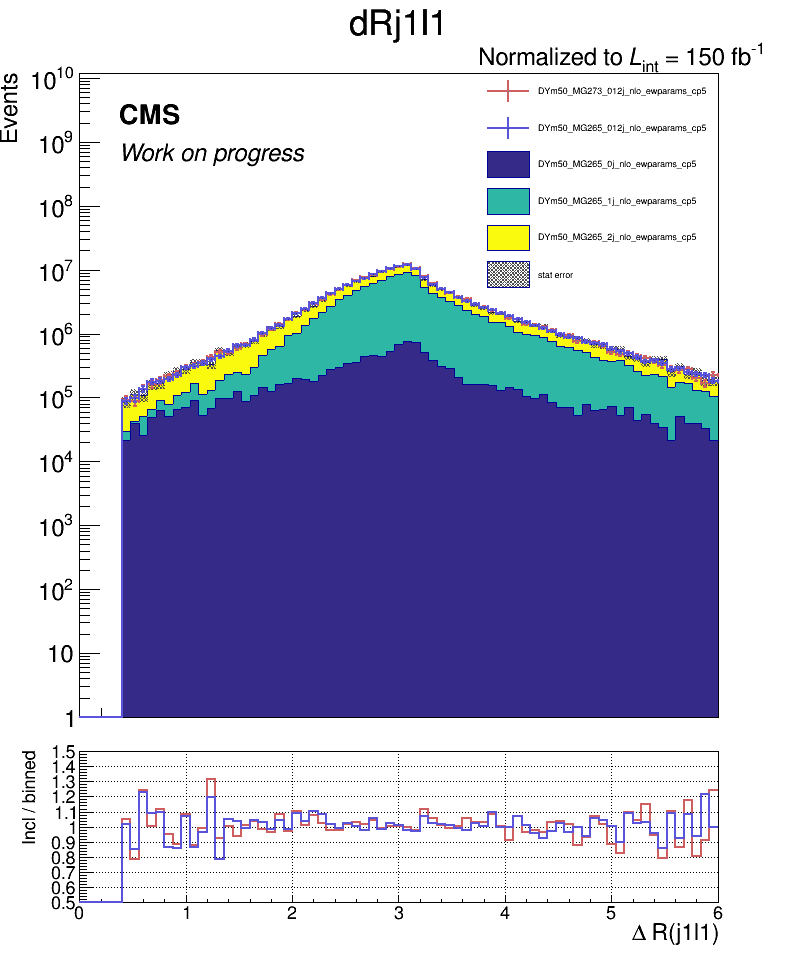 dRj1l1
Normalized to L_int = 150 fb^-1
Events
10^10
10^9
10^8
10^7
10^6
10^5
10^4
10^3
10^2
10
1
CMS
Work on progress
DYm50_MG273_012j_nlo_ewparams_cp5
DYm50_MG265_012j_nlo_ewparams_cp5
DYm50_MG265_0j_nlo_ewparams_cp5
DYm50_MG265_1j_nlo_ewparams_cp5
DYm50_MG265_2j_nlo_ewparams_cp5
stat error
Incl / binned
1.5
1.4
1.3
1.2
1.1
1
0.9
0.8
0.7
0.6
0.5
0 1 2 3 4 5 6
Δ R(j1l1)